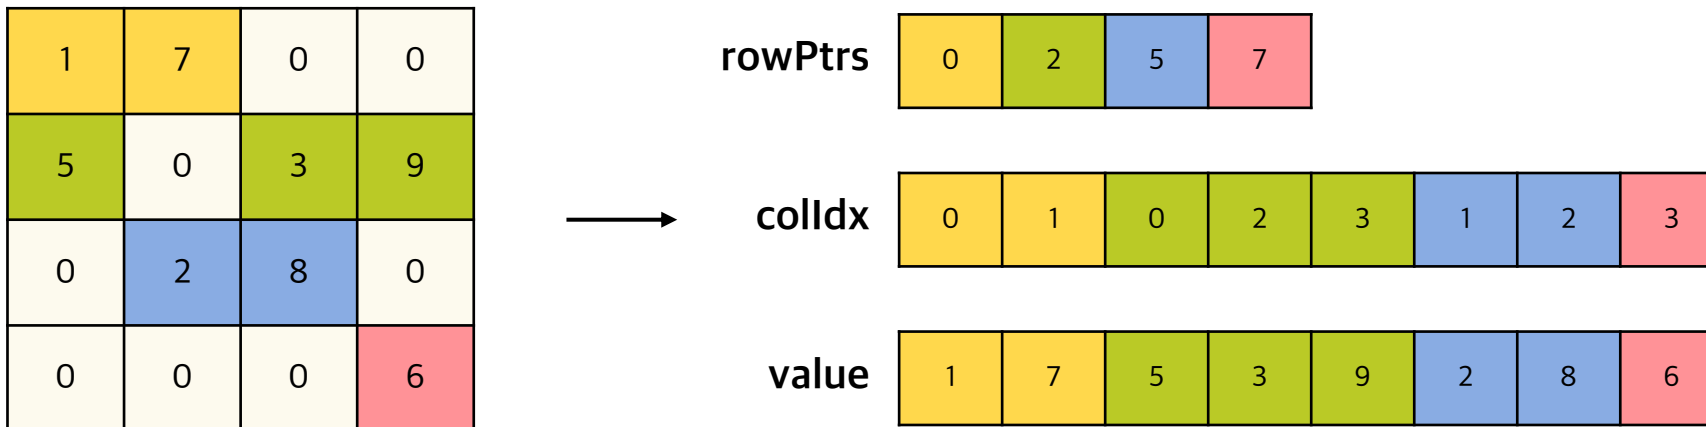 1 7 0 0
5 0 3 9
0 2 8 0
0 0 0 6
rowPtrs 0 2 5 7
colIdx 0 1 0 2 3 1 2 3
value 1 7 5 3 9 2 8 6